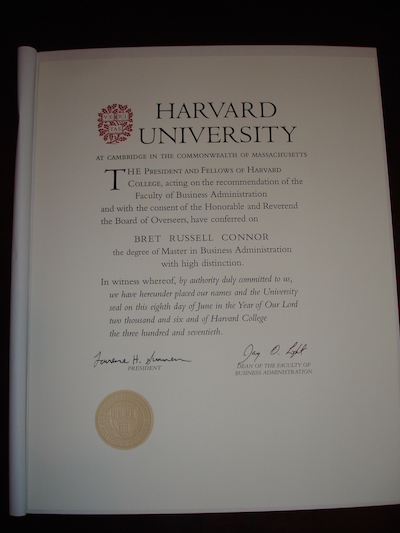 VE RI TAS
HARVARD
UNIVERSITY
AT CAMBRIDGE IN THE COMMONWEALTH OF MASSACHUSETTS
THE PRESIDENT AND FELLOWS OF HARVARD
COLLEGE, acting on the recommendation of the
Faculty of Business Administration
and with the consent of the Honorable and Reverend
the Board of Overseers, have conferred on
BRET RUSSELL CONNOR
the degree of Master in Business Administration
with high distinction.
In witness whereof, by authority duly committed to us,
we have hereunder placed our names and the University
seal on this eighth day of June in the Year of Our Lord
two thousand and six and of Harvard College
the three hundred and seventieth.
PRESIDENT
DEAN OF THE FACULTY OF
BUSINESS ADMINISTRATION